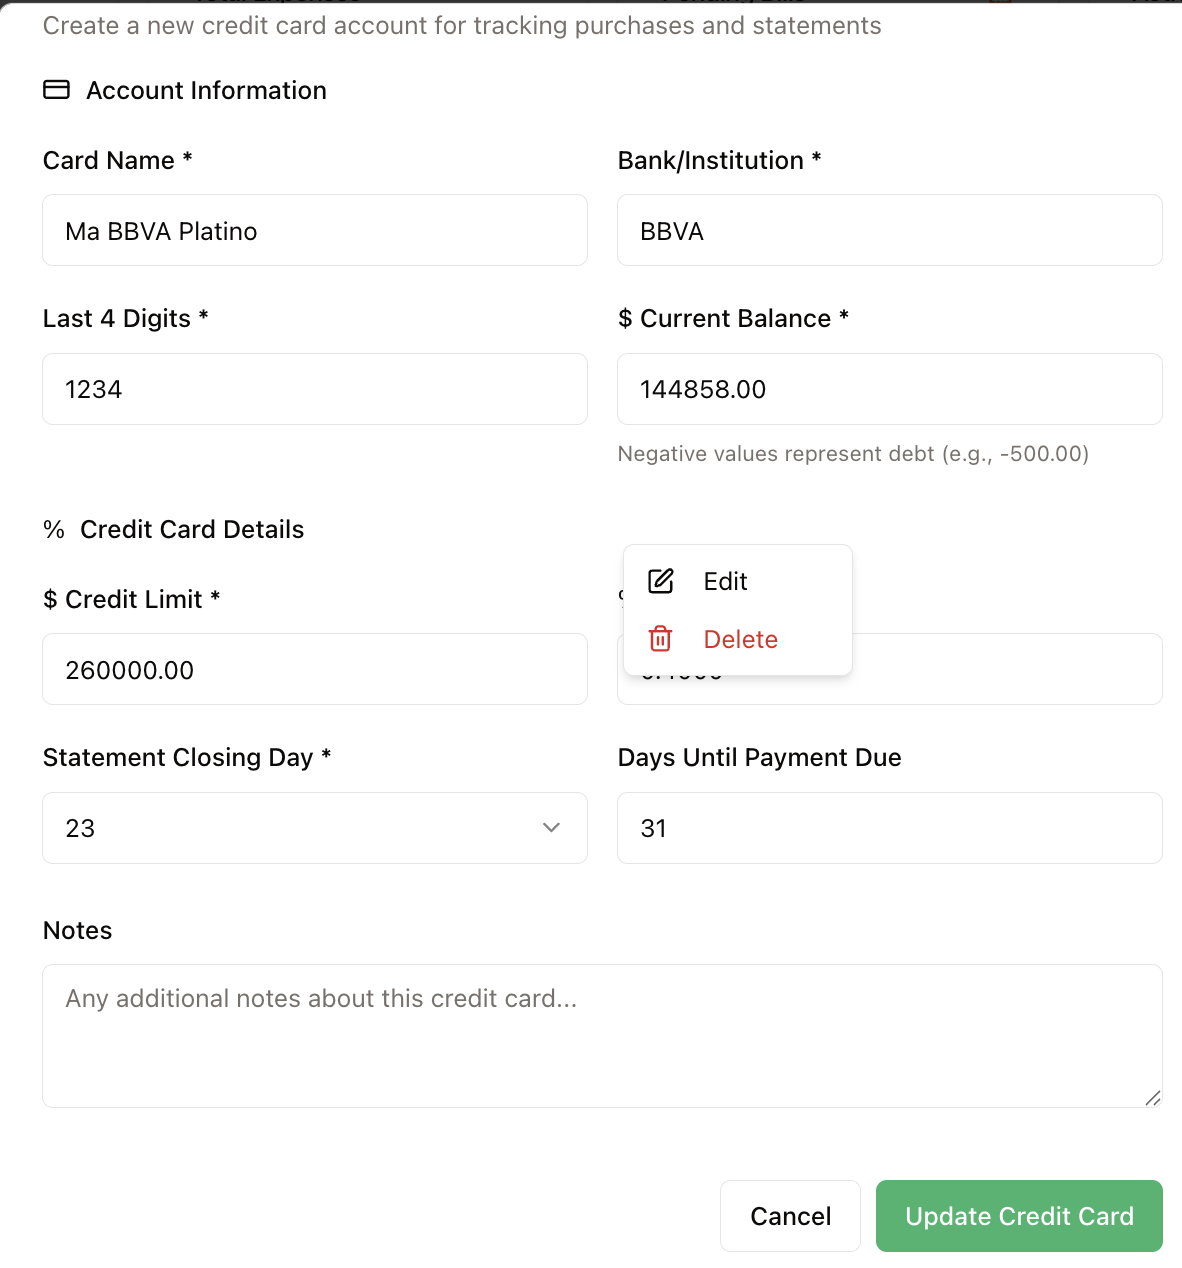 Create a new credit card account for tracking purchases and statements
Account Information
Card Name *
Bank/Institution *
Ma BBVA Platino
BBVA
Last 4 Digits *
$ Current Balance *
1234
144858.00
Negative values represent debt (e.g., -500.00)
% Credit Card Details
Edit
$ Credit Limit *
Delete
260000.00
Statement Closing Day *
Days Until Payment Due
23
31
Notes
Any additional notes about this credit card...
Cancel
Update Credit Card